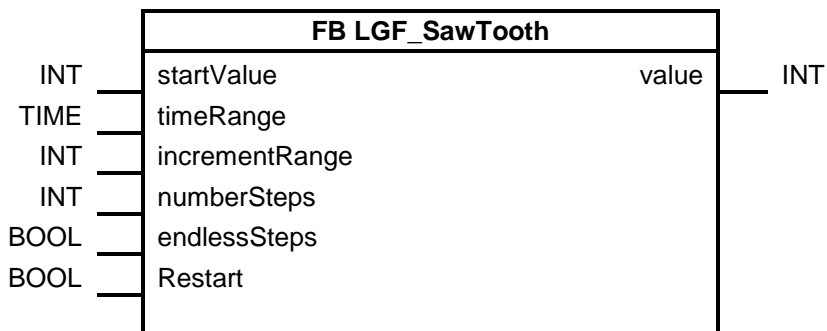 FB LGF_SawTooth
INT startValue value INT
TIME timeRange
INT incrementRange
INT numberSteps
BOOL endlessSteps
BOOL Restart